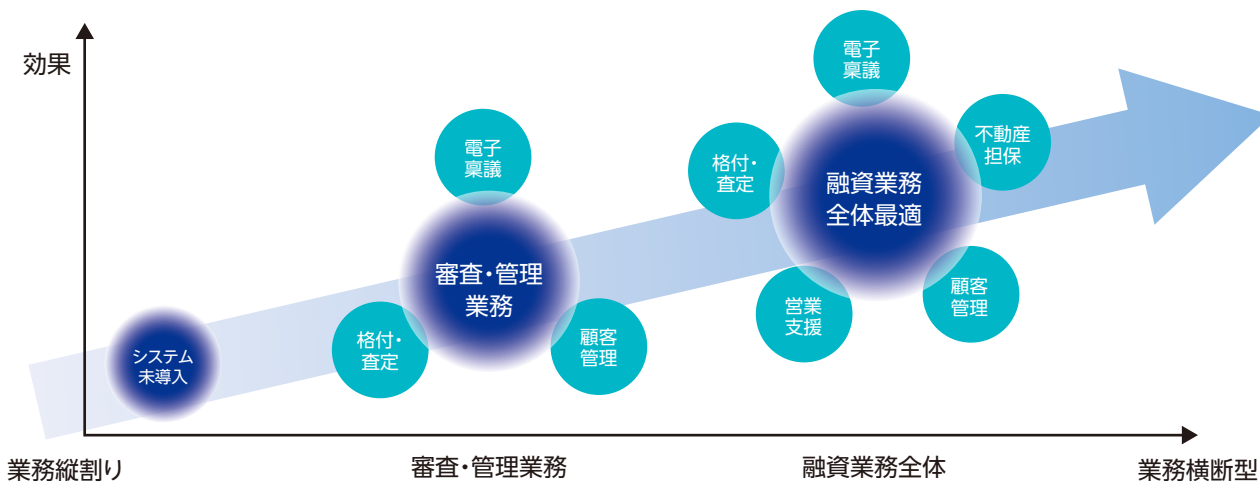 効果
システム
未導入
電子
稟議
審査・管理
業務
格付・
査定
顧客
管理
電子
稟議
格付・
査定
融資業務
全体最適
不動産
担保
営業
支援
顧客
管理
業務縦割り
審査・管理業務
融資業務全体
業務横断型